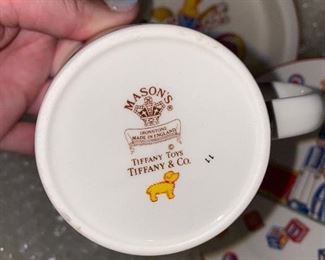 MASON'S®
IRONSTONE
MADE IN ENGLAND
©
TIFFANY TOYS
TIFFANY & CO.
11